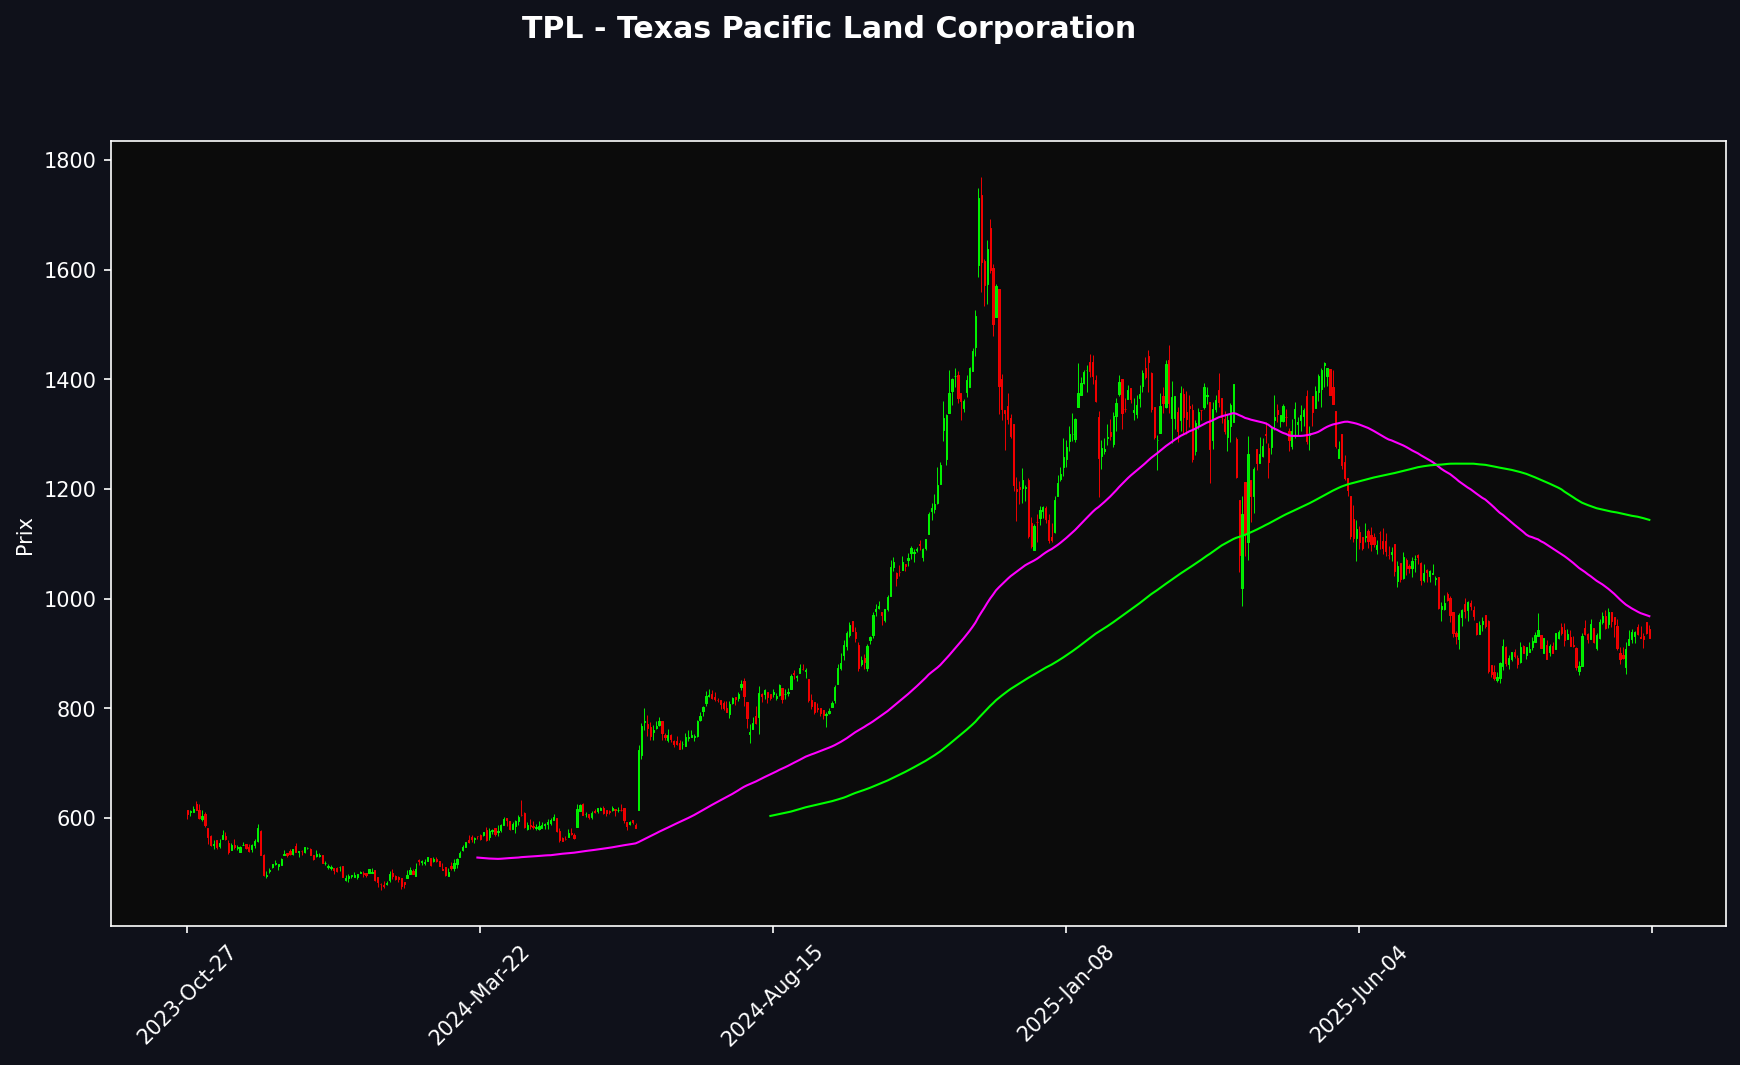 TPL - Texas Pacific Land Corporation
1800
1600
1400
1200
1000
800
600
Prix
2023-Oct-27
2024-Mar-22
2024-Aug-15
2025-Jan-08
2025-Jun-04